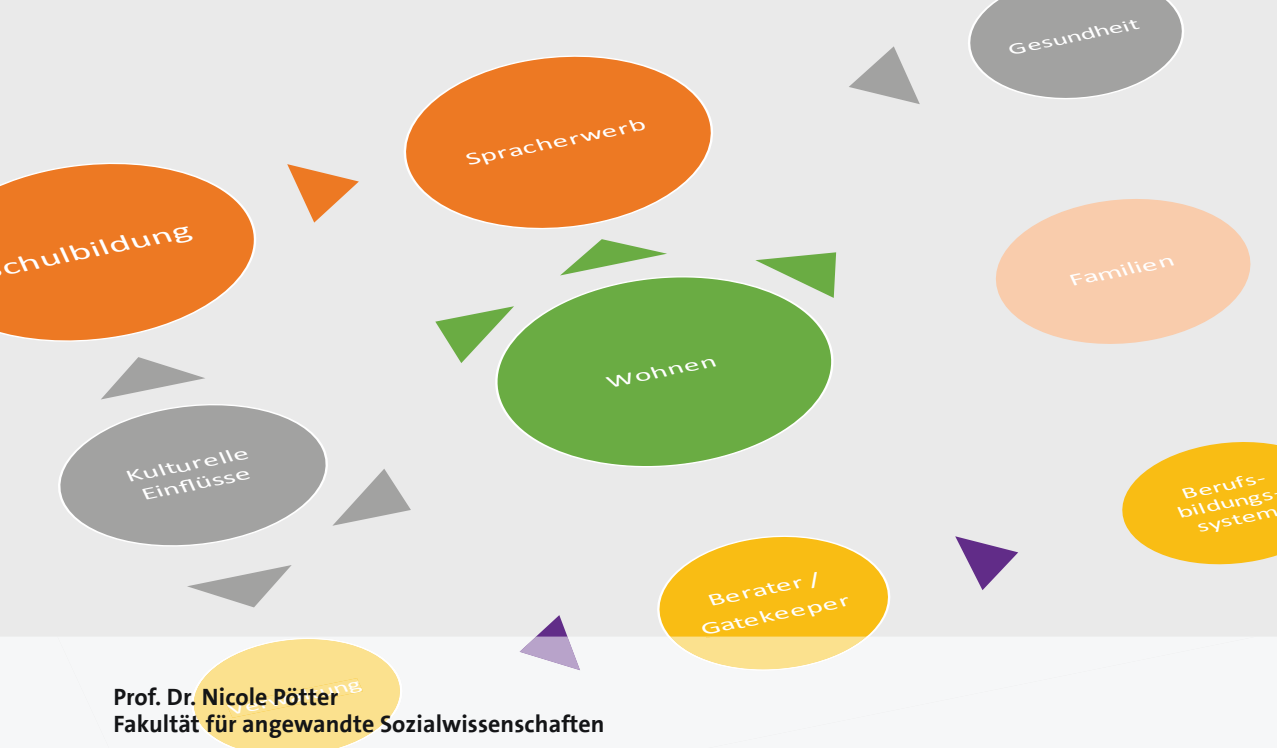 Gesundheit
Spracherwerb
Schulbildung
Familien
Wohnen
Kulturelle
Einflüsse
Berufs-
bildungs-
system
Berater /
Gatekeeper
Prof. Dr. Nicole Pötter
Fakultät für angewandte Sozialwissenschaften